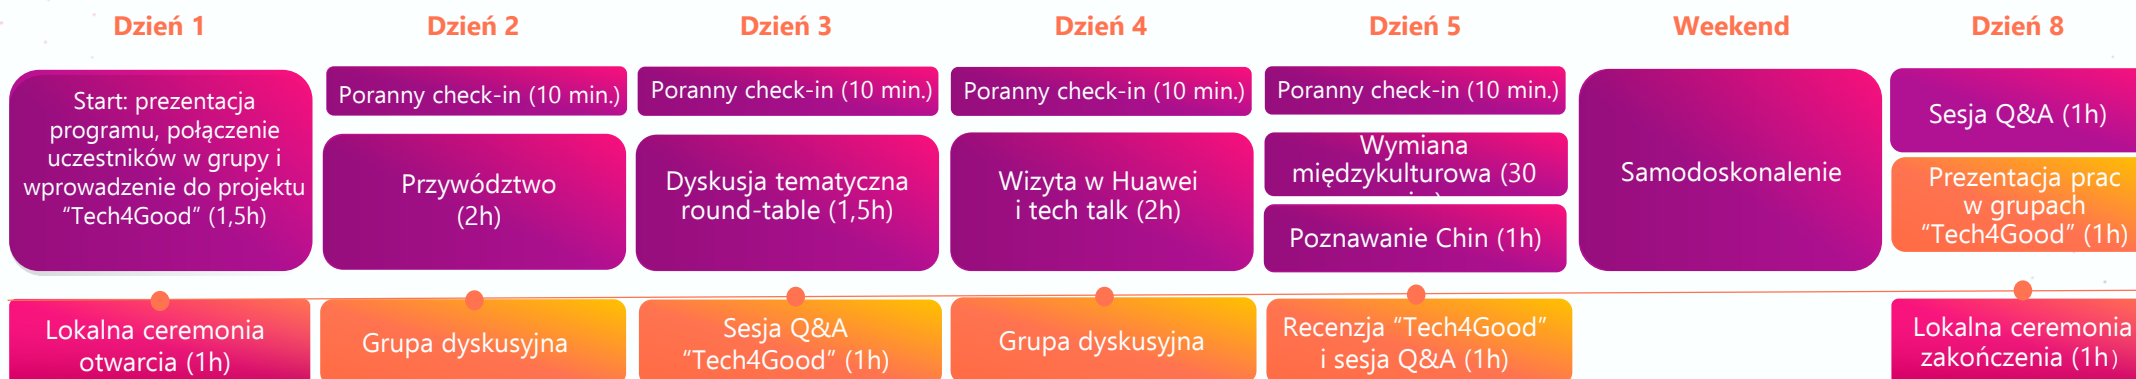 Dzień 1
Start: prezentacja
programu, połączenie
uczestników w grupy i
wprowadzenie do projektu
“Tech4Good” (1,5h)
Lokalna ceremonia
otwarcia (1h)
Dzień 2
Poranny check-in (10 min.)
Przywództwo
(2h)
Grupa dyskusyjna
Dzień 3
Poranny check-in (10 min.)
Dyskusja tematyczna
round-table (1,5h)
Sesja Q&A
“Tech4Good” (1h)
Dzień 4
Poranny check-in (10 min.)
Wizyta w Huawei
i tech talk (2h)
Grupa dyskusyjna
Dzień 5
Poranny check-in (10 min.)
Wymiana
międzykulturowa (30
Poznawanie Chin (1h)
Recenzja “Tech4Good”
i sesja Q&A (1h)
Weekend
Samodoskonalenie
Dzień 8
Sesja Q&A (1h)
Prezentacja prac
w grupach
“Tech4Good” (1h)
Lokalna ceremonia
zakończenia (1h)